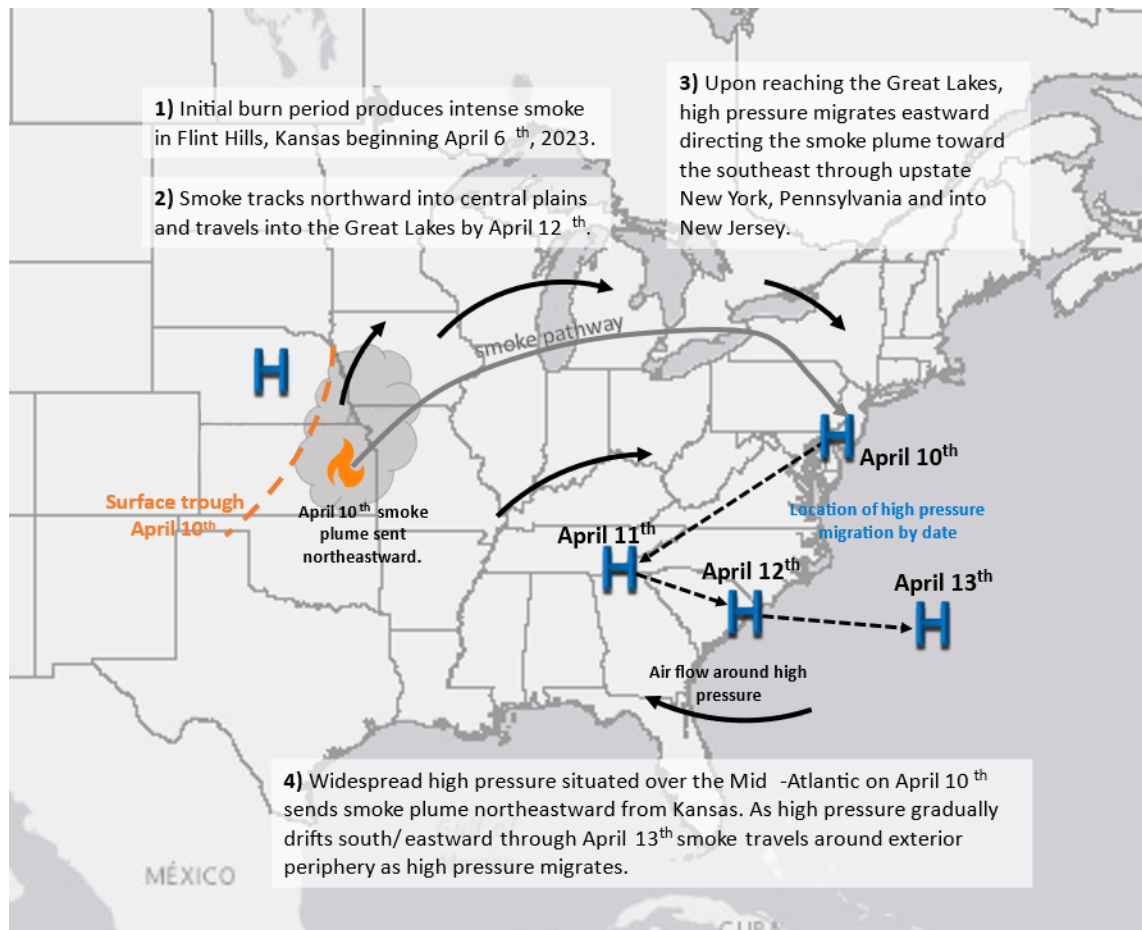 1) Initial burn period produces intense smoke
in Flint Hills, Kansas beginning April 6 th, 2023.
2) Smoke tracks northward into central plains
and travels into the Great Lakes by April 12 th.
3) Upon reaching the Great Lakes,
high pressure migrates eastward
directing the smoke plume toward
the southeast through upstate
New York, Pennsylvania and into
New Jersey.
smoke pathway
H
H
April 10th
Surface trough
April 10th
April 10th smoke
plume sent
northeastward.
Location of high pressure
migration by date
April 11th
H
April 12th
H
April 13th
H
Air flow around high
pressure
4) Widespread high pressure situated over the Mid -Atlantic on April 10 th
sends smoke plume northeastward from Kansas. As high pressure gradually
drifts south/eastward through April 13th smoke travels around exterior
periphery as high pressure migrates.
MÉXICO
CUBA